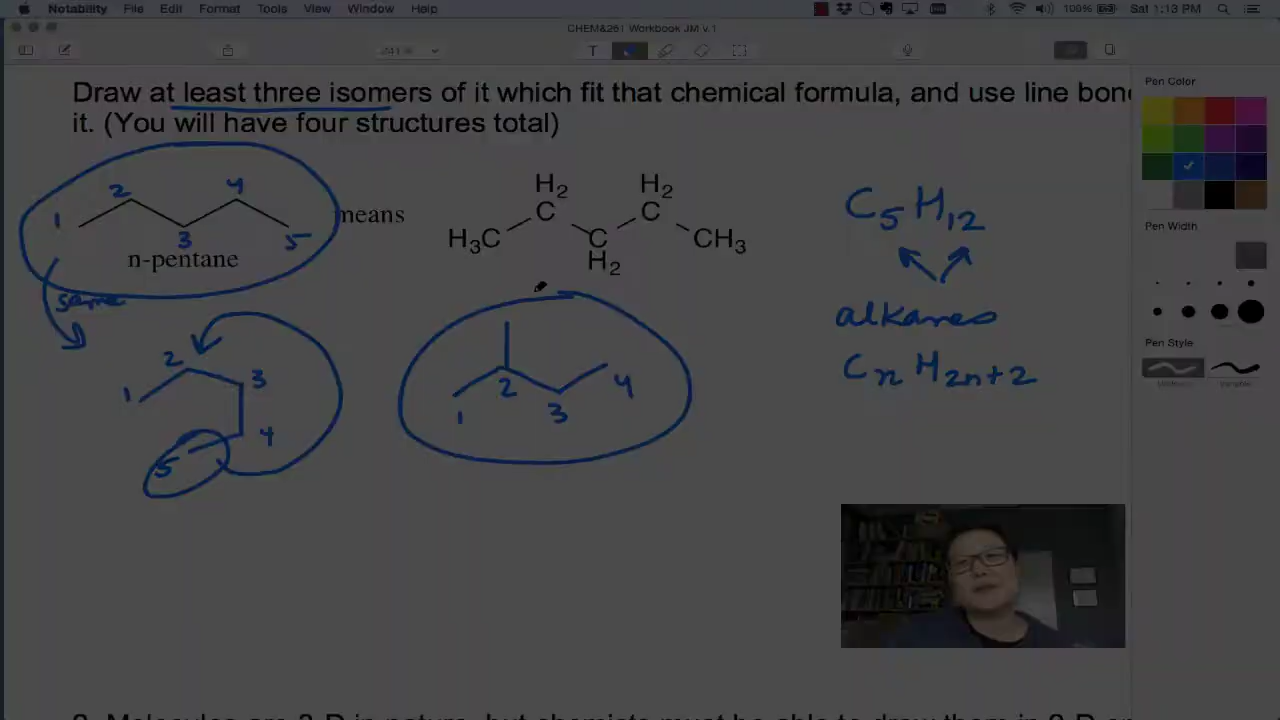 Notability File Edit Format Tools View Window Help 100% Sat 1:13 PM
CHEM&261 Workbook JM v.1
241% T
Draw at least three isomers of it which fit that chemical formula, and use line bon
it. (You will have four structures total)
Pen Color
1 2 3 4 5
n-pentane
means
H₃C C H₂ C H₂ C H₂ CH₃
C₅H₁₂
Pen Width
same
alkanes
CₙH₂ₙ₊₂
Pen Style
1 2 3 4 5
1 2 3 4